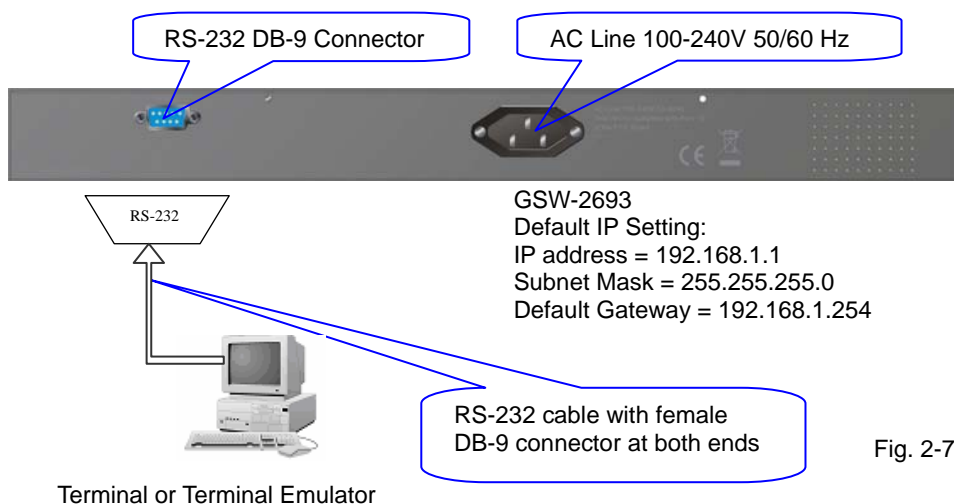 RS-232 DB-9 Connector
AC Line 100-240V 50/60 Hz
CE
RS-232
GSW-2693
Default IP Setting:
IP address = 192.168.1.1
Subnet Mask = 255.255.255.0
Default Gateway = 192.168.1.254
RS-232 cable with female
DB-9 connector at both ends
Fig. 2-7
Terminal or Terminal Emulator